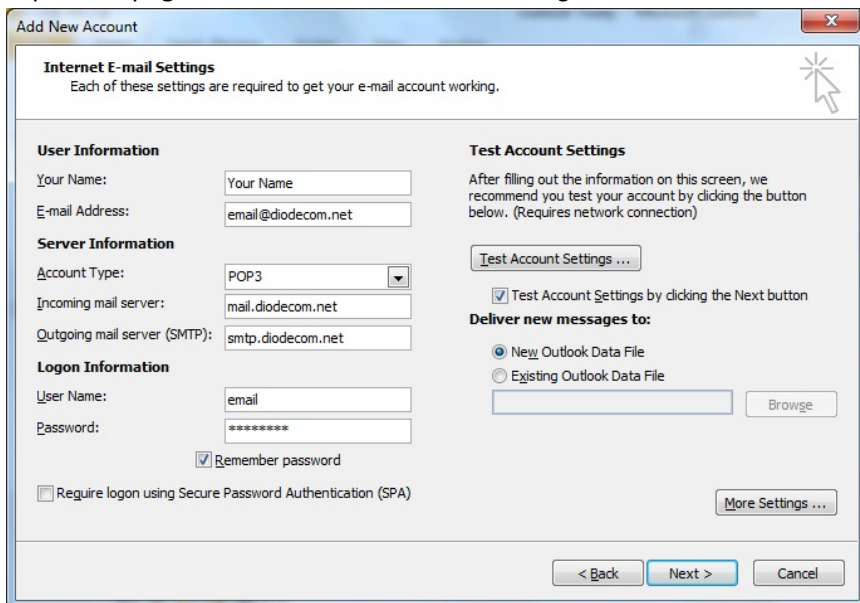 Add New Account
Internet E-mail Settings
Each of these settings are required to get your e-mail account working.
User Information
Your Name:
Your Name
E-mail Address:
email@diodecom.net
Server Information
Account Type:
POP3
Incoming mail server:
mail.diodecom.net
Outgoing mail server (SMTP):
smtp.diodecom.net
Logon Information
User Name:
email
Password:
********
Remember password
Require logon using Secure Password Authentication (SPA)
Test Account Settings
After filling out the information on this screen, we
recommend you test your account by clicking the button
below. (Requires network connection)
Test Account Settings ...
Test Account Settings by clicking the Next button
Deliver new messages to:
New Outlook Data File
Existing Outlook Data File
Browse
More Settings ...
< Back
Next >
Cancel